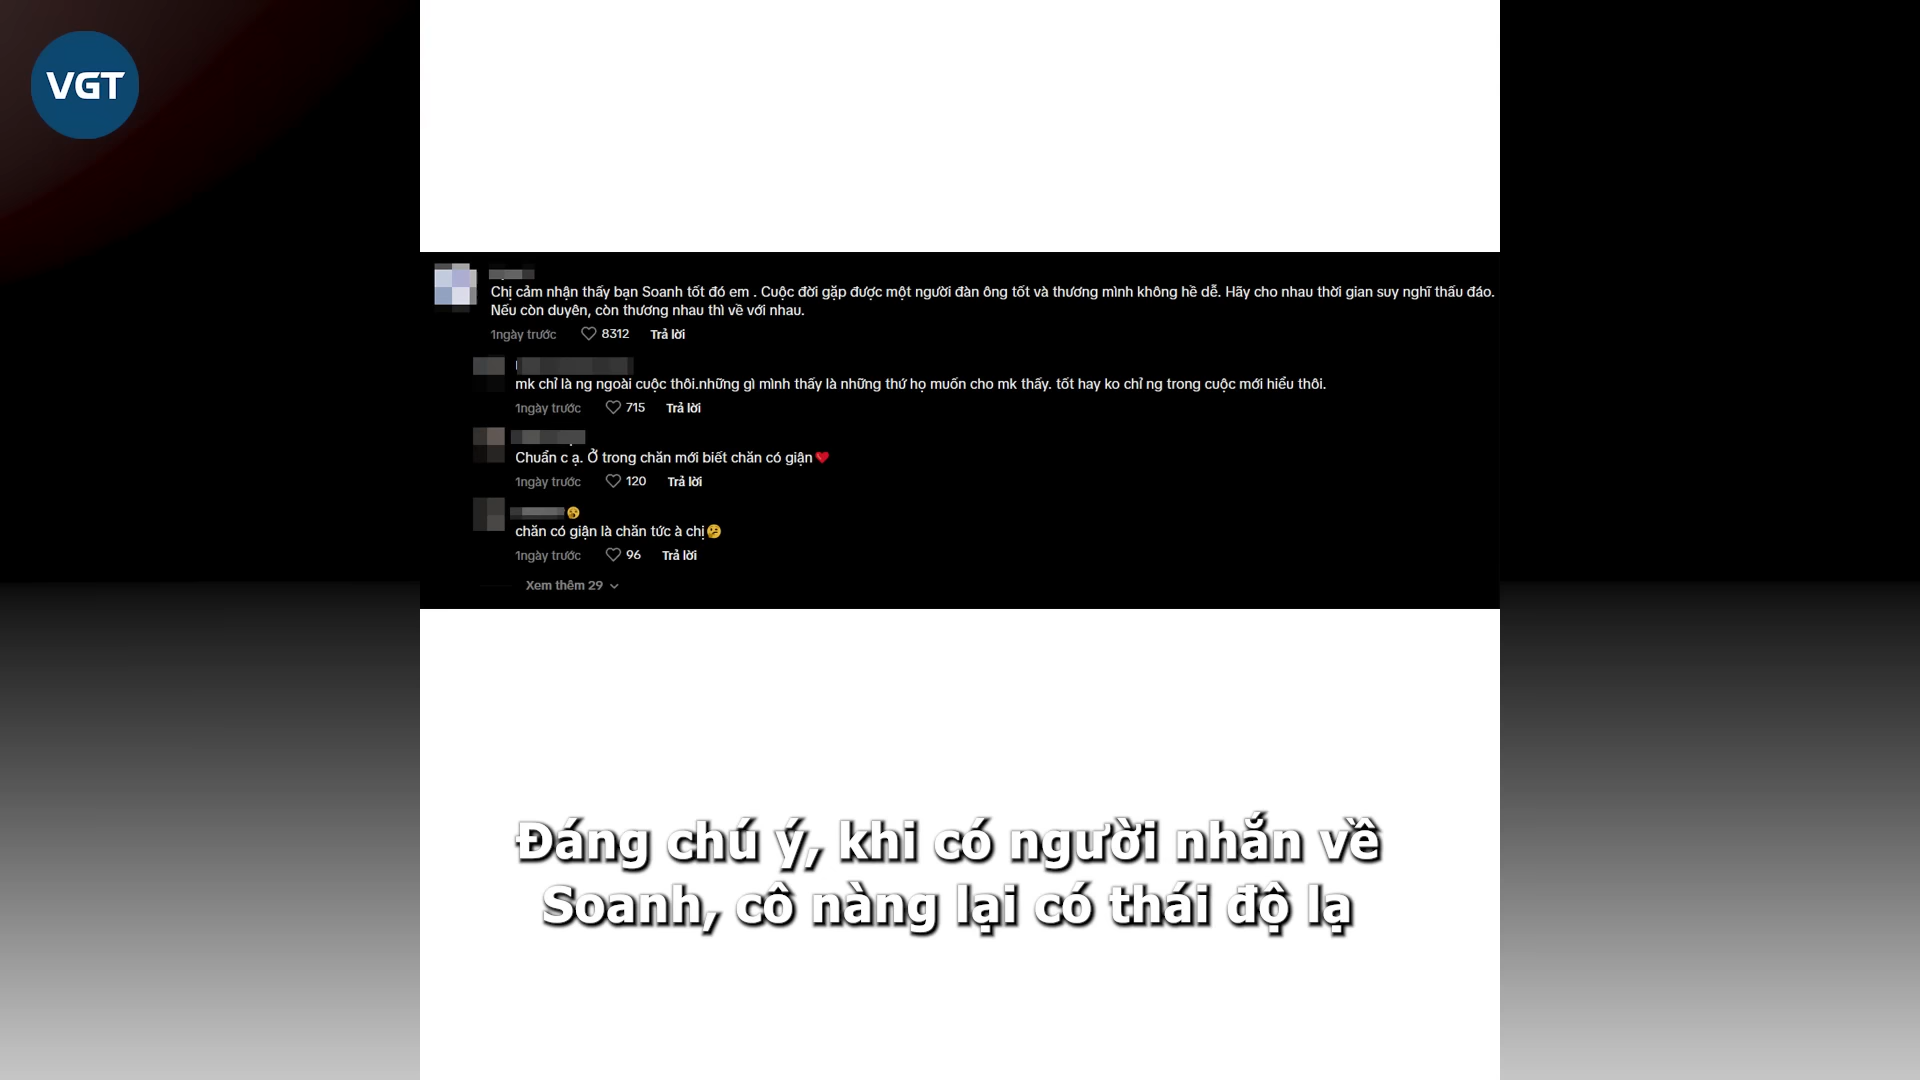 VGT
Chị cảm nhận thấy bạn Soanh tốt đó em . Cuộc đời gặp được một người đàn ông tốt và thương mình không hề dễ. Hãy cho nhau thời gian suy nghĩ thấu đáo.
Nếu còn duyên, còn thương nhau thì về với nhau.
1ngày trước 8312 Trả lời
mk chỉ là ng ngoài cuộc thôi.những gì mình thấy là những thứ họ muốn cho mk thấy. tốt hay ko chỉ ng trong cuộc mới hiểu thôi.
1ngày trước 715 Trả lời
Chuẩn c ạ. Ở trong chăn mới biết chăn có giận❤️
1ngày trước 120 Trả lời
chăn có giận là chăn tức à chị🤔
1ngày trước 96 Trả lời
Xem thêm 29
Đáng chú ý, khi có người nhắn về
Soanh, cô nàng lại có thái độ lạ